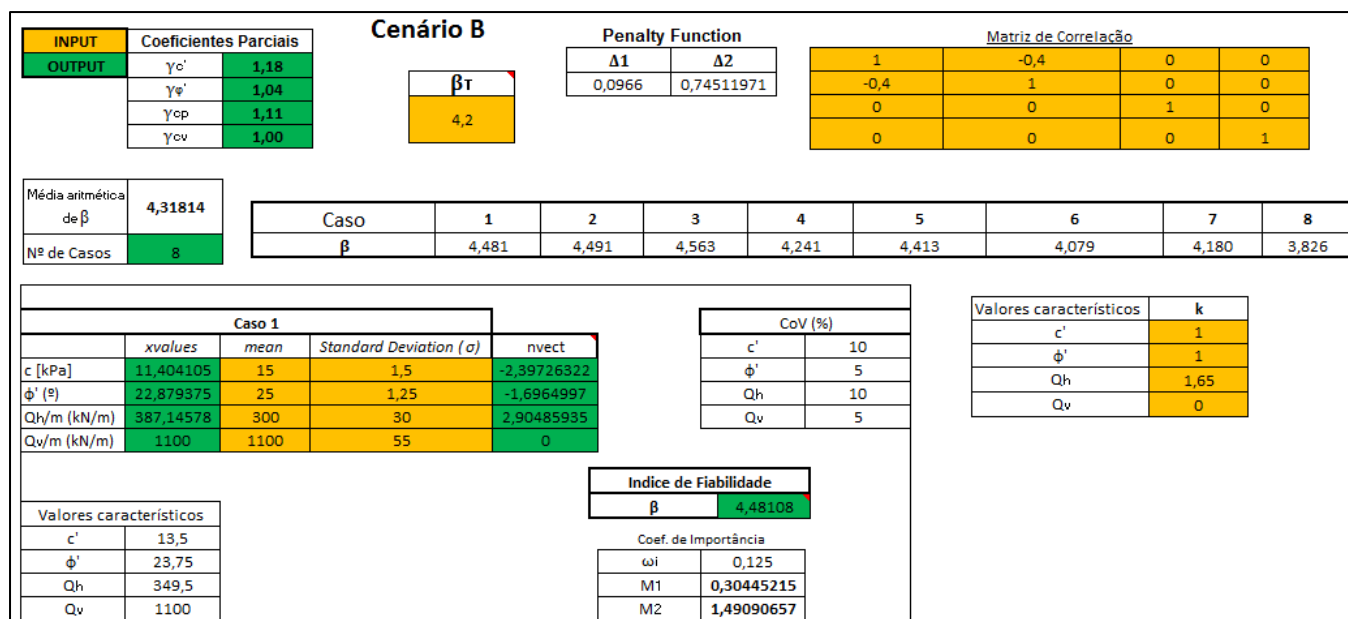 Cenário B
INPUT Coeficientes Parciais
OUTPUT γc' 1,18
γφ' 1,04
γcp 1,11
γcv 1,00
βT
4,2
Penalty Function
Δ1 Δ2
0,0966 0,74511971
Matriz de Correlação
1 -0,4 0 0
-0,4 1 0 0
0 0 1 0
0 0 0 1
Média aritmética
de β 4,31814
Nº de Casos 8
Caso 1 2 3 4 5 6 7 8
β 4,481 4,491 4,563 4,241 4,413 4,079 4,180 3,826
Caso 1
xvalues mean Standard Deviation (σ) nvect
c [kPa] 11,404105 15 1,5 -2,39726322
ф' (º) 22,879375 25 1,25 -1,6964997
Qh/m (kN/m) 387,14578 300 30 2,90485935
Qv/m (kN/m) 1100 1100 55 0
CoV (%)
c' 10
ф' 5
Qh 10
Qv 5
Valores característicos k
c' 1
ф' 1
Qh 1,65
Qv 0
Indice de Fiabilidade
β 4,48108
Valores característicos
c' 13,5
ф' 23,75
Qh 349,5
Qv 1100
Coef. de Importância
ωi 0,125
M1 0,30445215
M2 1,49090657